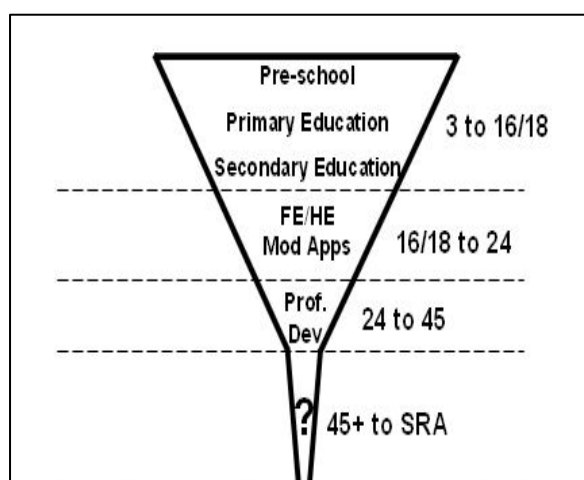 Pre-school
Primary Education
3 to 16/18
Secondary Education
FE/HE
Mod Apps
16/18 to 24
Prof.
Dev
24 to 45
?
45+ to SRA